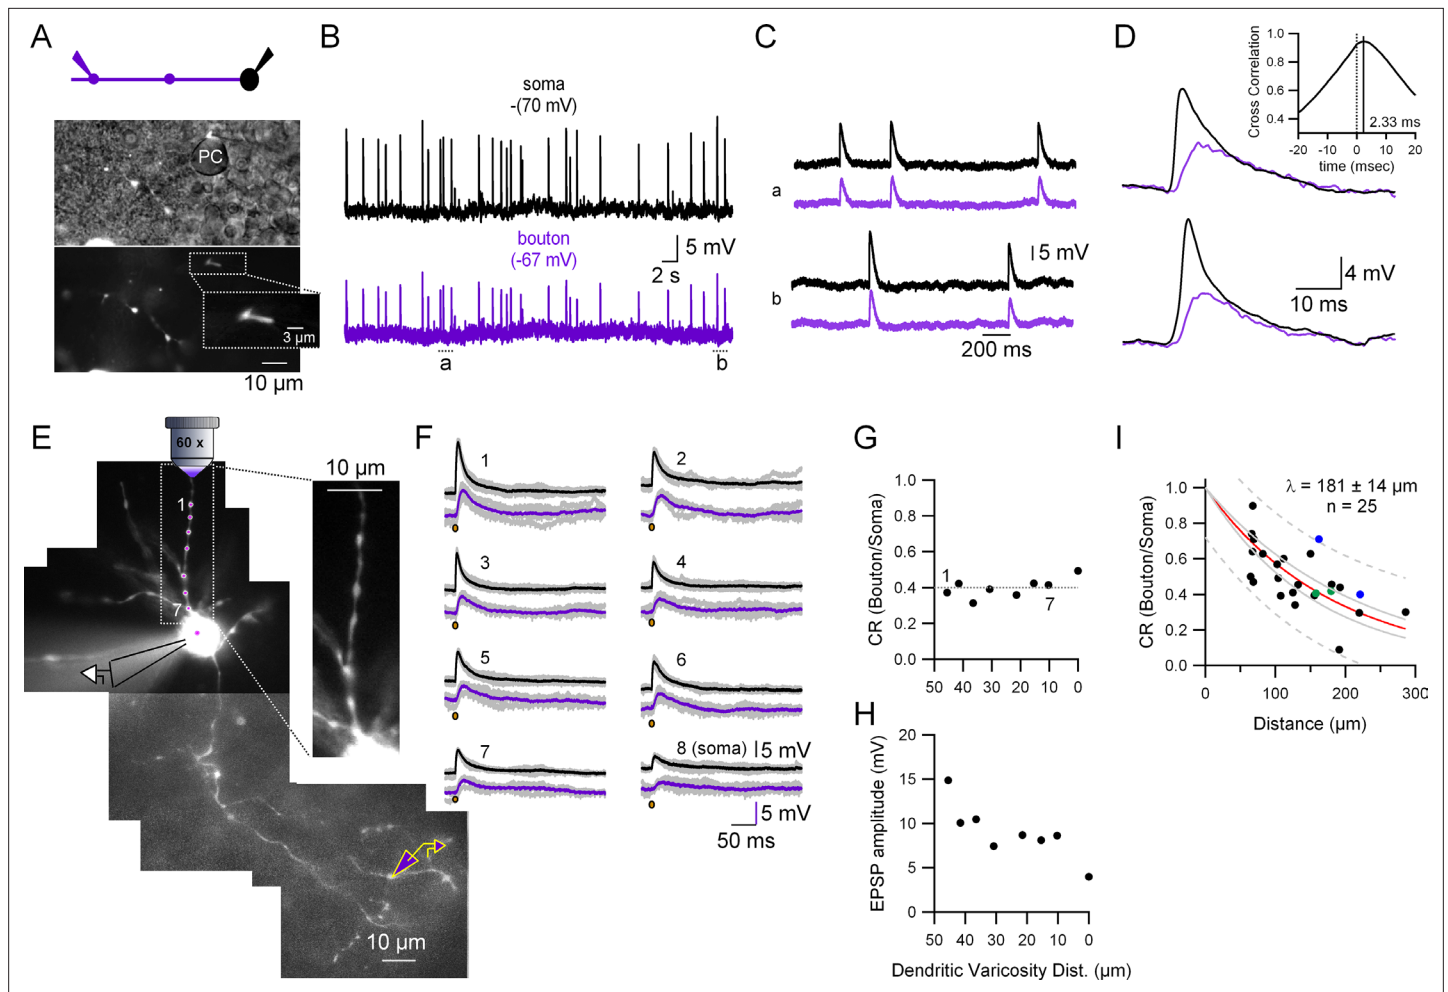 A
PC
3 µm
10 µm
B
soma
-(70 mV)
bouton
(-67 mV)
5 mV
2 s
a
b
C
a
b
5 mV
200 ms
D
Cross Correlation
1.0
0.8
0.6
0.4
2.33 ms
-20
-10
0
10
20
time (msec)
4 mV
10 ms
E
60 x
10 µm
1
7
10 µm
F
1
2
3
4
5
6
7
8 (soma)
5 mV
5 mV
50 ms
G
CR (Bouton/Soma)
1.0
0.8
0.6
0.4
0.2
0.0
1
7
50
40
30
20
10
0
H
EPSP amplitude (mV)
20
15
10
5
0
50
40
30
20
10
0
Dendritic Varicosity Dist. (µm)
I
CR (Bouton/Soma)
1.0
0.8
0.6
0.4
0.2
0.0
λ = 181 ± 14 µm
n = 25
0
100
200
300
Distance (µm)